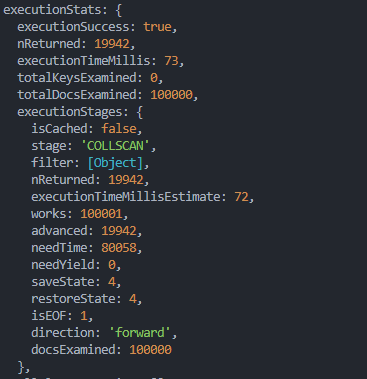 executionStats: {
executionSuccess: true,
nReturned: 19942,
executionTimeMillis: 73,
totalKeysExamined: 0,
totalDocsExamined: 100000,
executionStages: {
isCached: false,
stage: 'COLLSCAN',
filter: [Object],
nReturned: 19942,
executionTimeMillisEstimate: 72,
works: 100001,
advanced: 19942,
needTime: 80058,
needYield: 0,
saveState: 4,
restoreState: 4,
isEOF: 1,
direction: 'forward',
docsExamined: 100000
},